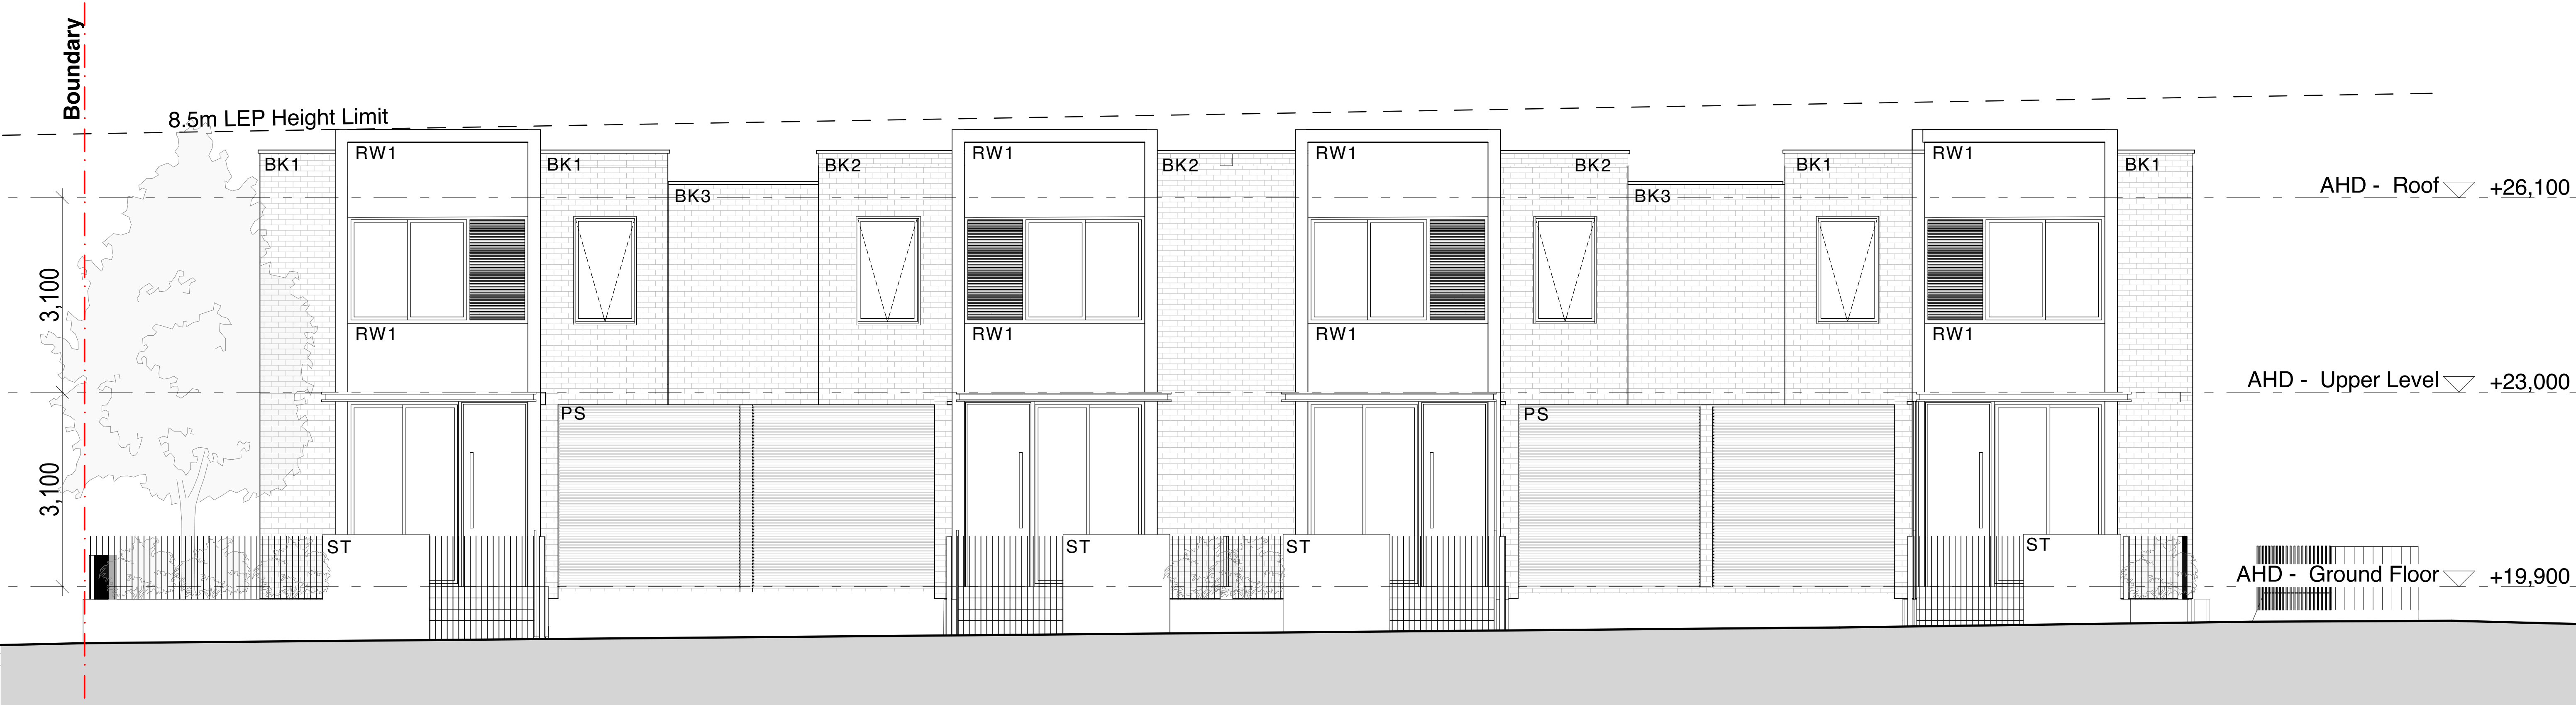 Boundary
8.5m LEP Height Limit
RW1
RW1
RW1
RW1
BK1
BK1
BK2
BK2
BK2
BK1
BK1
BK3
BK3
AHD - Roof +26,100
3,100
RW1
RW1
RW1
RW1
AHD - Upper Level +23,000
PS
PS
3,100
ST
ST
ST
ST
AHD - Ground Floor +19,900